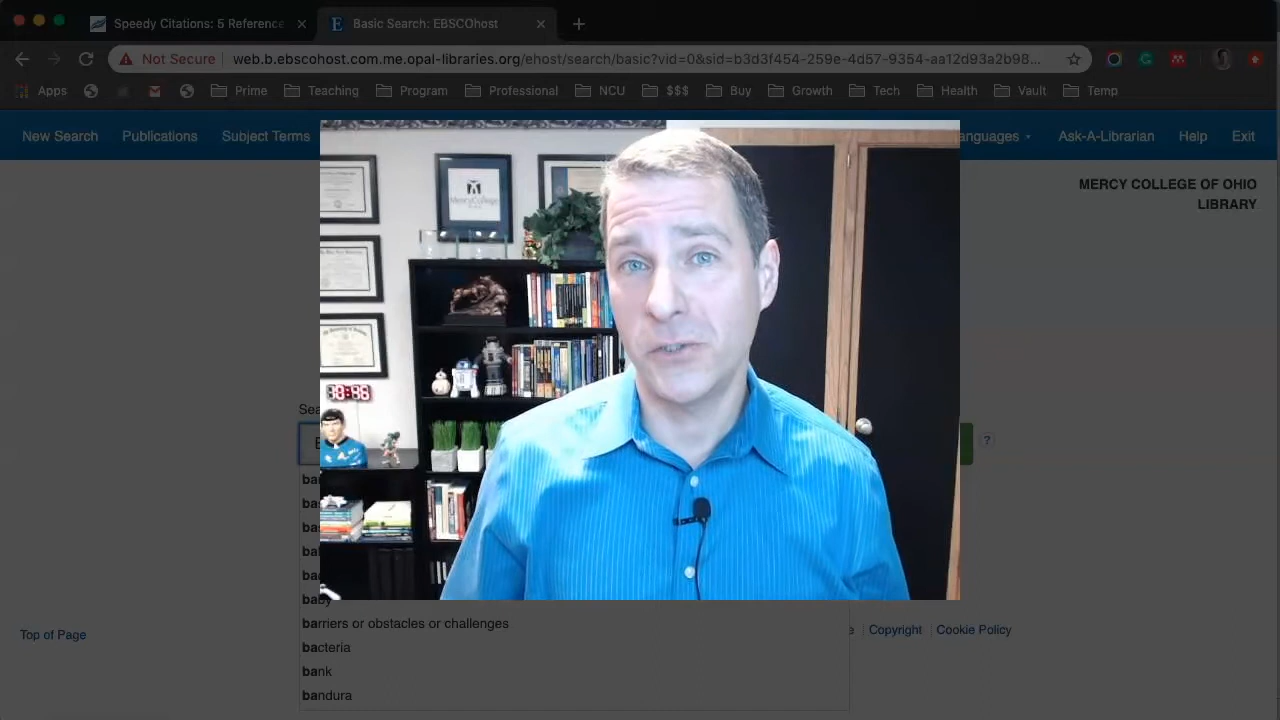 Speedy Citations: 5 Reference
Basic Search: EBSCOhost
Not Secure
web.b.ebscohost.com.me.opal-libraries.org/ehost/search/basic?vid=0&sid=b3d3f454-259e-4d57-9354-aa12d93a2b98...
Apps
Prime
Teaching
Program
Professional
NCU
$$$
Buy
Growth
Tech
Health
Vault
Temp
New Search
Publications
Subject Terms
Ask-A-Librarian
Help
Exit
MERCY COLLEGE OF OHIO
LIBRARY
?
baby
barriers or obstacles or challenges
bacteria
bank
bandura
Top of Page
Copyright
Cookie Policy